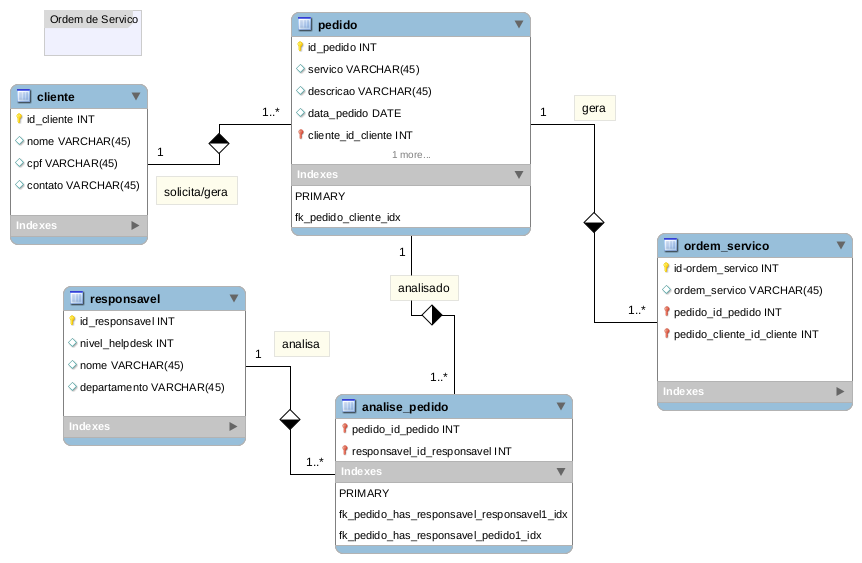 Ordem de Servico
cliente
id_cliente INT
nome VARCHAR(45)
cpf VARCHAR(45)
contato VARCHAR(45)
Indexes
1
solicita/gera
1..*
pedido
id_pedido INT
servico VARCHAR(45)
descricao VARCHAR(45)
data_pedido DATE
cliente_id_cliente INT
1 more...
Indexes
PRIMARY
fk_pedido_cliente_idx
1
gera
1..*
ordem_servico
id-ordem_servico INT
ordem_servico VARCHAR(45)
pedido_id_pedido INT
pedido_cliente_id_cliente INT
Indexes
1
analisado
1..*
responsavel
id_responsavel INT
nivel_helpdesk INT
nome VARCHAR(45)
departamento VARCHAR(45)
Indexes
1
analisa
1..*
analise_pedido
pedido_id_pedido INT
responsavel_id_responsavel INT
Indexes
PRIMARY
fk_pedido_has_responsavel_responsavel1_idx
fk_pedido_has_responsavel_pedido1_idx